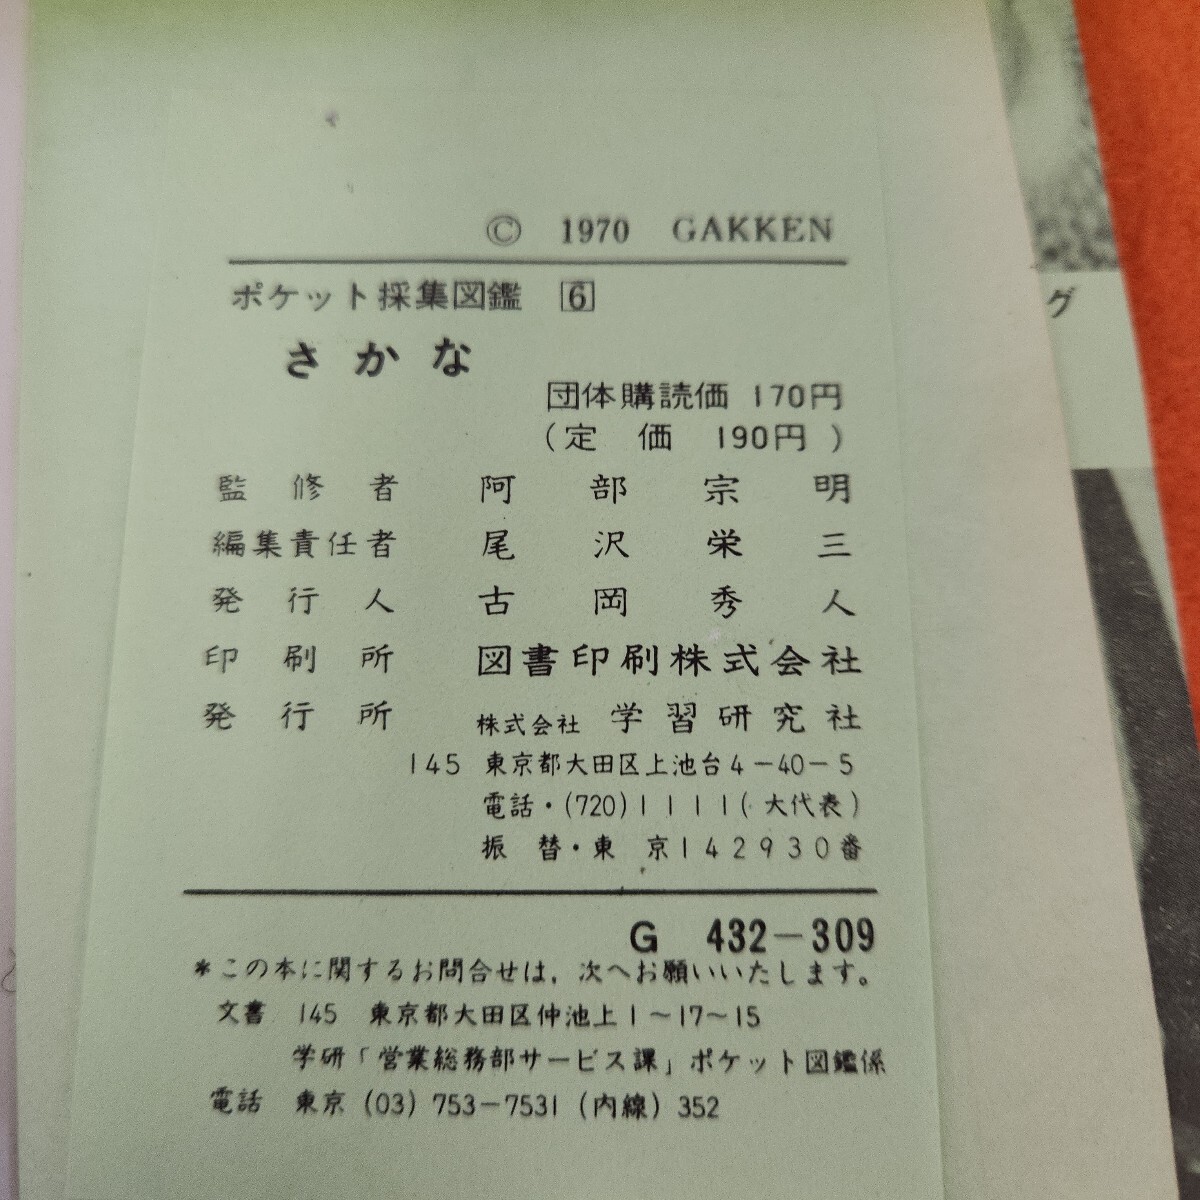 © 1970 GAKKEN
ポケット採集図鑑 6
さかな
団体購読価 170円
(定価 190円)
監修者 阿部宗明
編集責任者 尾沢栄三
発行人 古岡秀人
印刷所 図書印刷株式会社
発行所 株式会社 学習研究社
145 東京都大田区上池台4-40-5
電話・(720)1111(大代表)
振替・東京142930番
G 432-309
*この本に関するお問合せは,次へお願いいたします。
文書 145 東京都大田区仲池上1~17~15
学研「営業総務部サービス課」ポケット図鑑係
電話 東京 (03) 753-7531 (内線) 352
グ